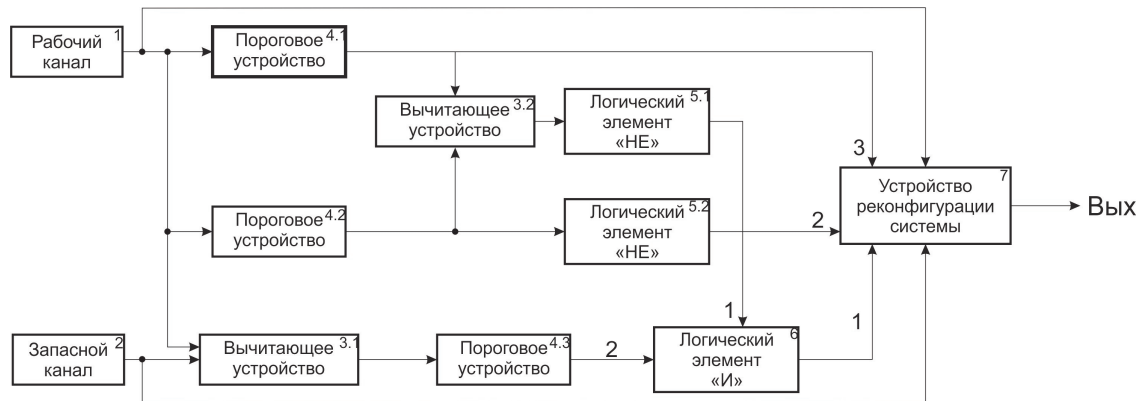 Рабочий 1
канал
Пороговое 4.1
устройство
Вычитающее 3.2
устройство
Логический 5.1
элемент
«НЕ»
3
Устройство 7
реконфигурации
системы
Вых
Пороговое 4.2
устройство
Логический 5.2
элемент
«НЕ»
2
1
Запасной 2
канал
Вычитающее 3.1
устройство
Пороговое 4.3
устройство
2
Логический 6
элемент
«И»
1